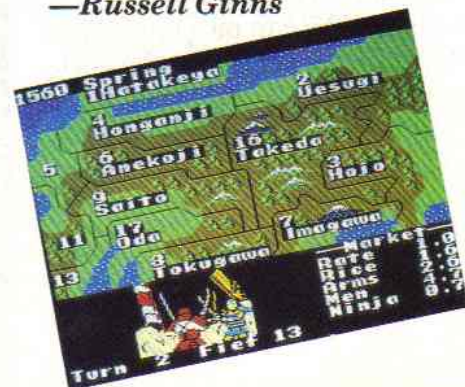 —Russell Ginns
1560 Spring
Hatakeya
2
Uesugi
4
Honganji
5
6
Anekoji
16
Takeda
3
Hojo
9
Saito
11
17
Oda
7
Imagawa
13
8
Tokugawa
Market
Rate
Rice
Arms
Men
Ninja
Turn 2 Fief 13